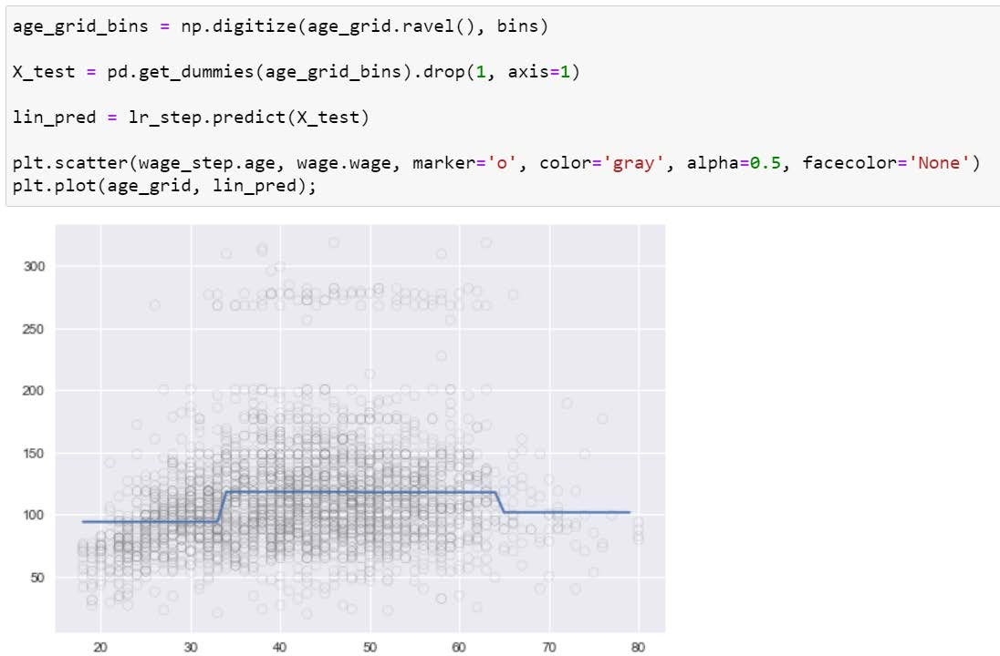 age_grid_bins = np.digitize(age_grid.ravel(), bins)
X_test = pd.get_dummies(age_grid_bins).drop(1, axis=1)
lin_pred = lr_step.predict(X_test)
plt.scatter(wage_step.age, wage.wage, marker='o', color='gray', alpha=0.5, facecolor='None')
plt.plot(age_grid, lin_pred);
300
250
200
150
100
50
20 30 40 50 60 70 80